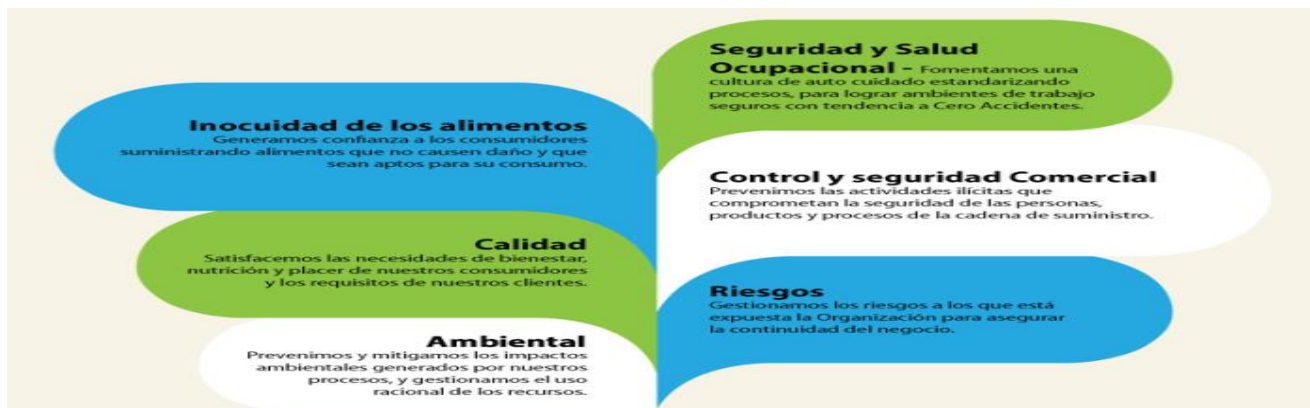 Inocuidad de los alimentos
Generamos confianza a los consumidores
suministrando alimentos que no causen daño y que
sean aptos para su consumo.
Calidad
Satisfacemos las necesidades de bienestar,
nutrición y placer de nuestros consumidores
y los requisitos de nuestros clientes.
Ambiental
Prevenimos y mitigamos los impactos
ambientales generados por nuestros
procesos, y gestionamos el uso
racional de los recursos.
Seguridad y Salud
Ocupacional - Fomentamos una
cultura de auto cuidado estandarizando
procesos, para lograr ambientes de trabajo
seguros con tendencia a Cero Accidentes.
Control y seguridad Comercial
Prevenimos las actividades ilícitas que
comprometan la seguridad de las personas,
productos y procesos de la cadena de suministro.
Riesgos
Gestionamos los riesgos a los que está
expuesta la Organización para asegurar
la continuidad del negocio.